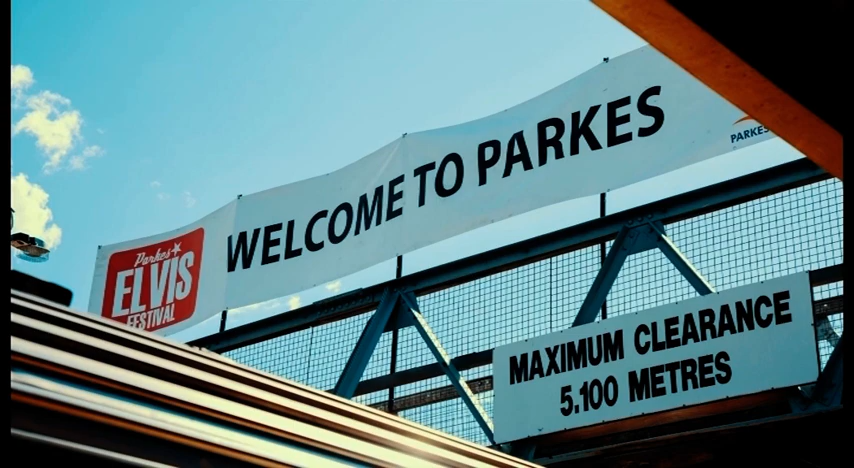 WELCOME TO PARKES
PARKES
Parkes
ELVIS
FESTIVAL
MAXIMUM CLEARANCE
5.100 METRES